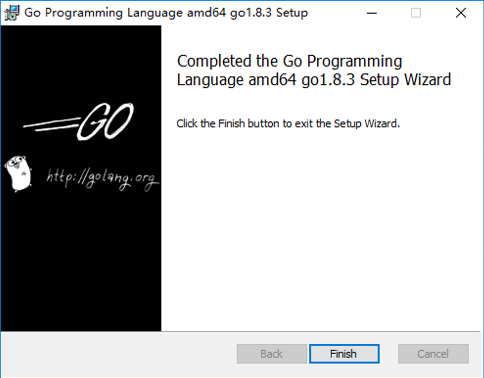 Go Programming Language amd64 go1.8.3 Setup
Completed the Go Programming
Language amd64 go1.8.3 Setup Wizard
Click the Finish button to exit the Setup Wizard.
GO
http://golang.org
Back
Finish
Cancel